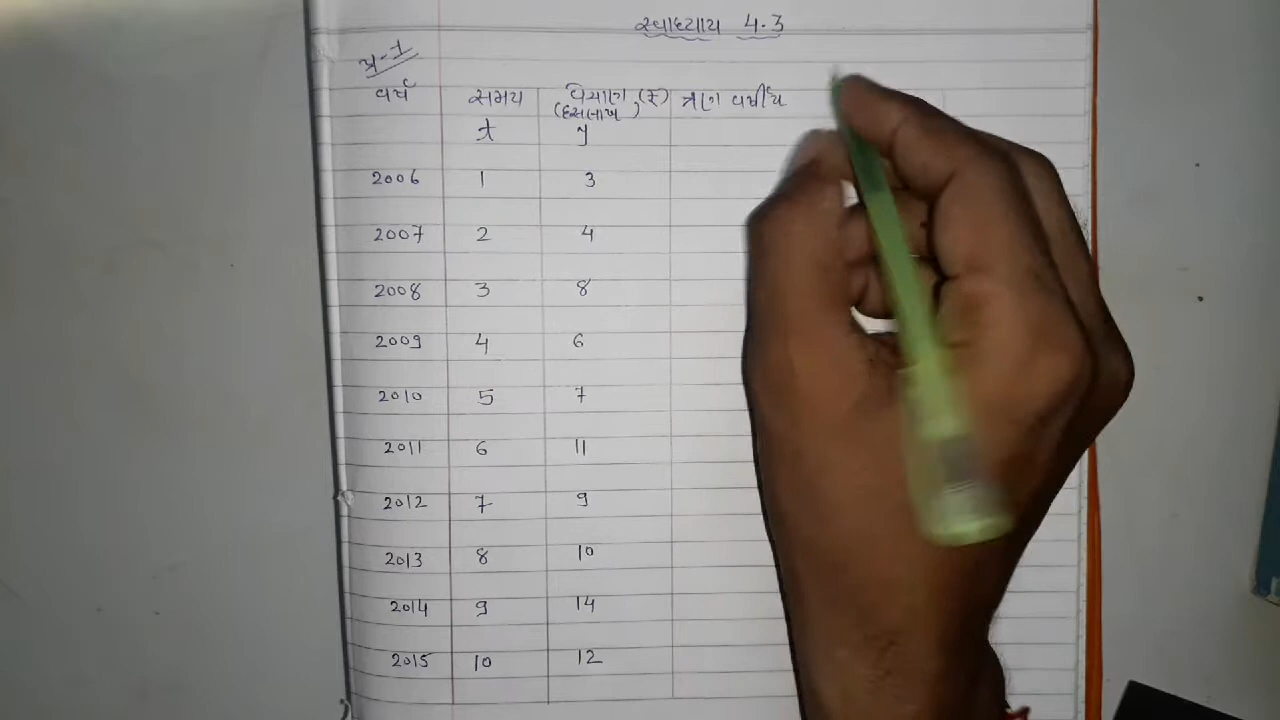 સ્વાધ્યાય 4.3
પ્ર-1
વર્ષ સમય વેચાણ (₹) ત્રણ વર્ષીય
(દસલાખ)
t y
2006 1 3
2007 2 4
2008 3 8
2009 4 6
2010 5 7
2011 6 11
2012 7 9
2013 8 10
2014 9 14
2015 10 12